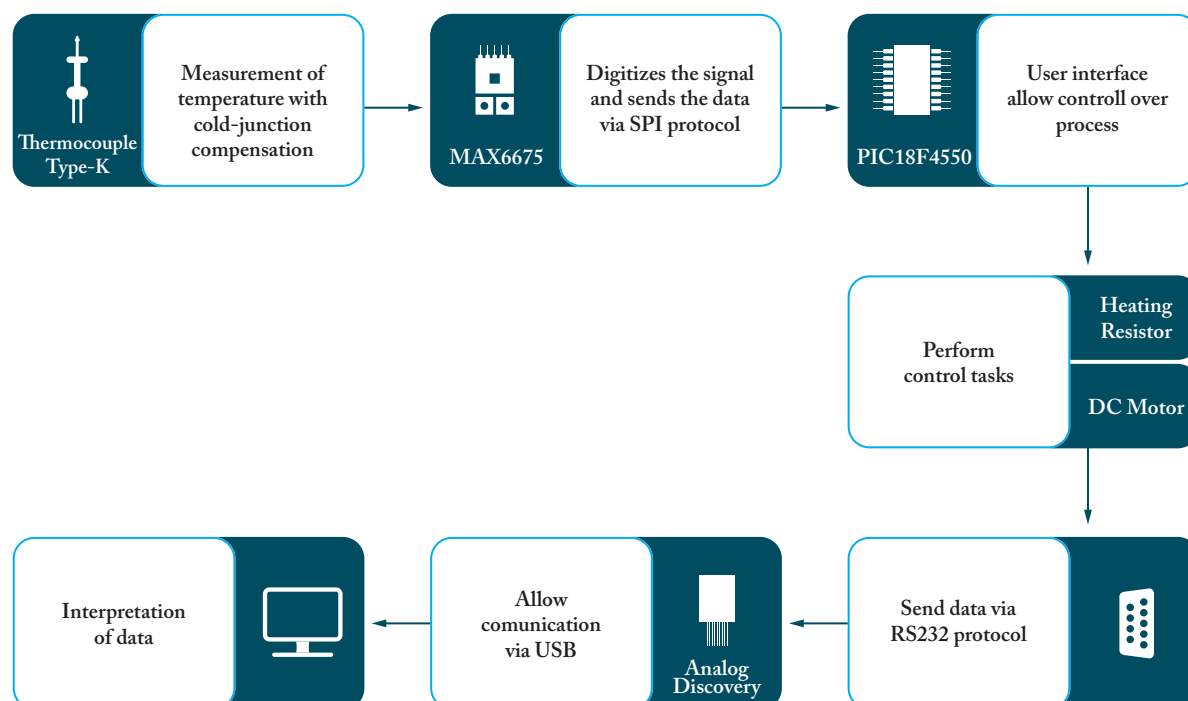 Thermocouple
Type-K
Measurement of
temperature with
cold-junction
compensation
MAX6675
Digitizes the signal
and sends the data
via SPI protocol
PIC18F4550
User interface
allow controll over
process
Perform
control tasks
Heating
Resistor
DC Motor
Interpretation
of data
Allow
comunication
via USB
Analog
Discovery
Send data via
RS232 protocol